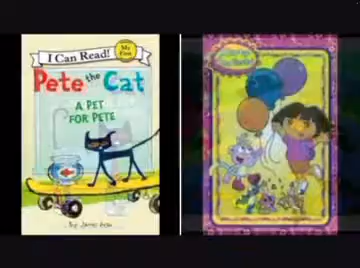 I Can Read!
My First
Pete the Cat
A PET
FOR PETE
by James Dean